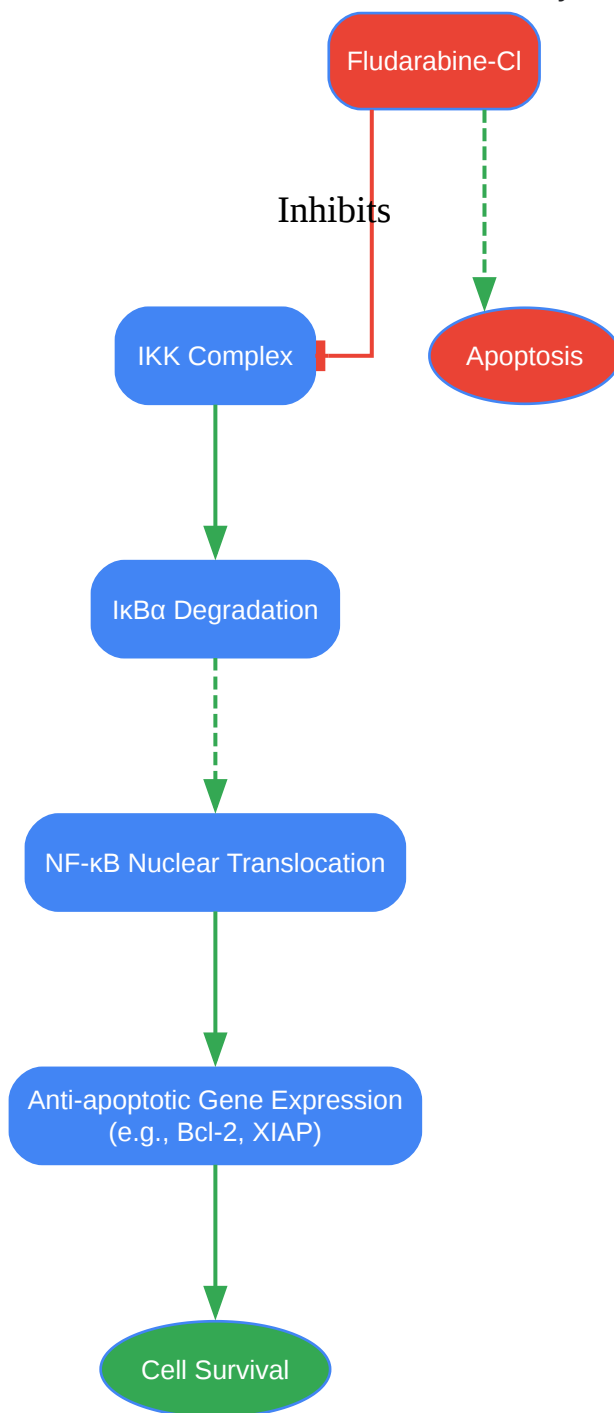 Fludarabine-Cl
Inhibits
IKK Complex
Apoptosis
IκBα Degradation
NF-κB Nuclear Translocation
Anti-apoptotic Gene Expression
(e.g., Bcl-2, XIAP)
Cell Survival